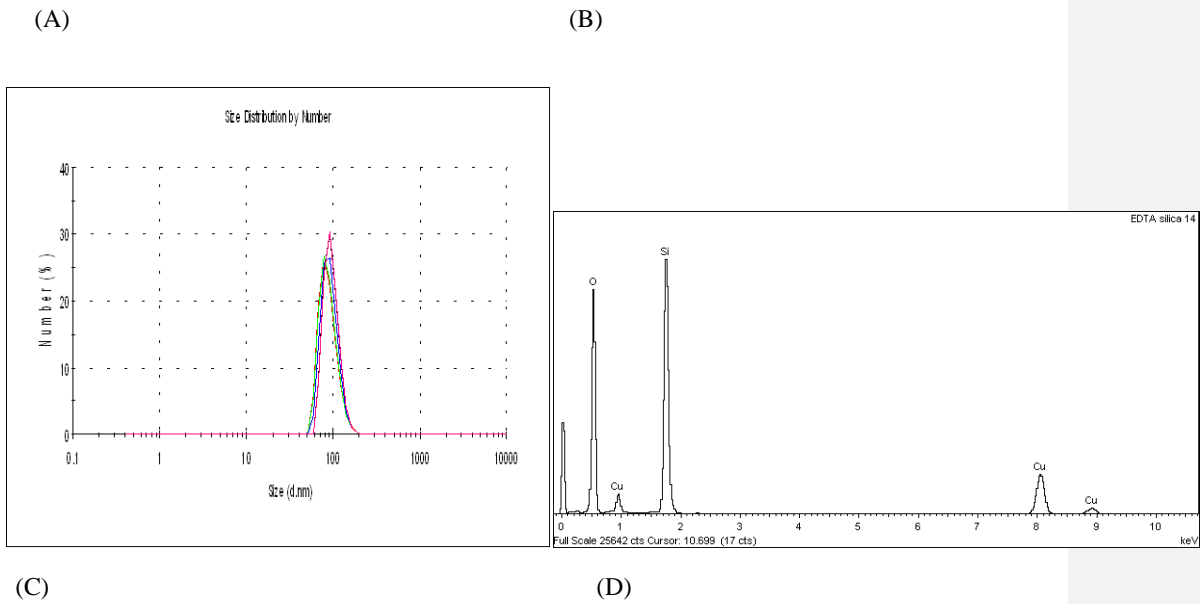 (A)
(B)
Size Distribution by Number
40
30
20
10
0
Number (%)
0.1 1 10 100 1000 10000
Size (d.nm)
EDTA silica 14
O
Si
Cu
Cu
Cu
0 1 2 3 4 5 6 7 8 9 10
Full Scale 25642 cts Cursor: 10.699 (17 cts)
keV
(C)
(D)